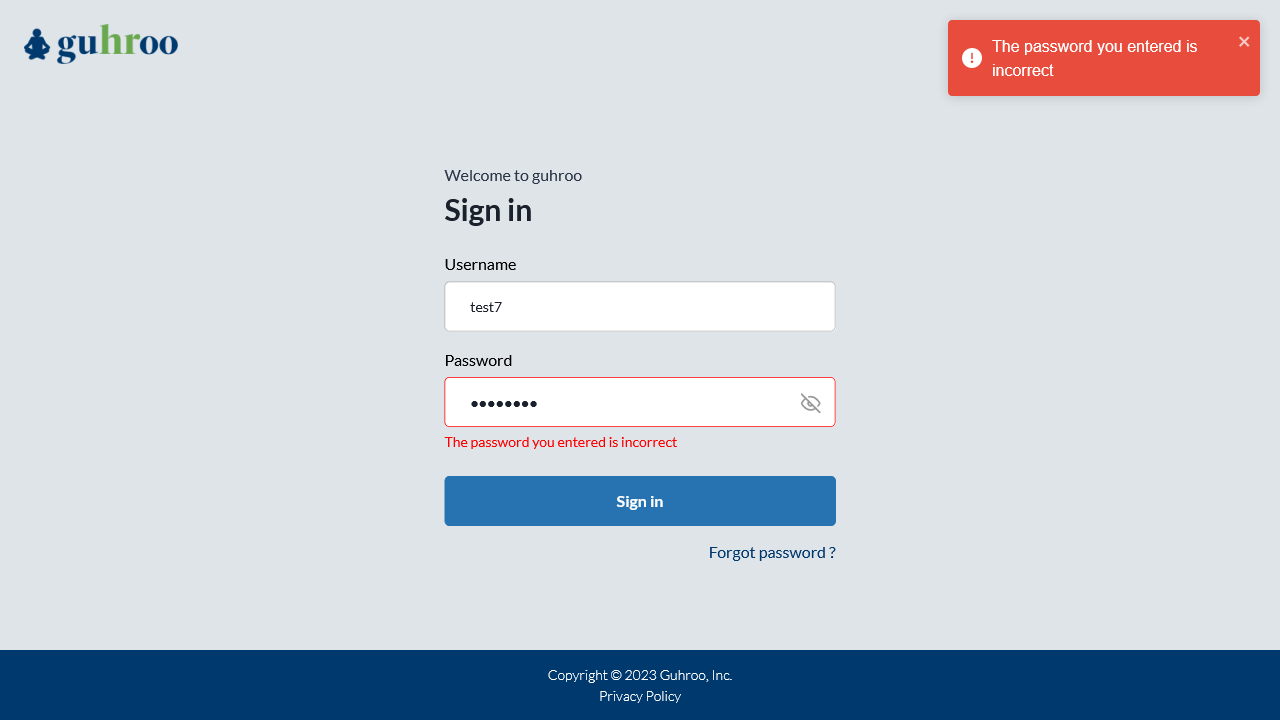 guhroo
The password you entered is
incorrect
Welcome to guhroo
Sign in
Username
test7
Password
••••••••
The password you entered is incorrect
Sign in
Forgot password ?
Copyright © 2023 Guhroo, Inc.
Privacy Policy